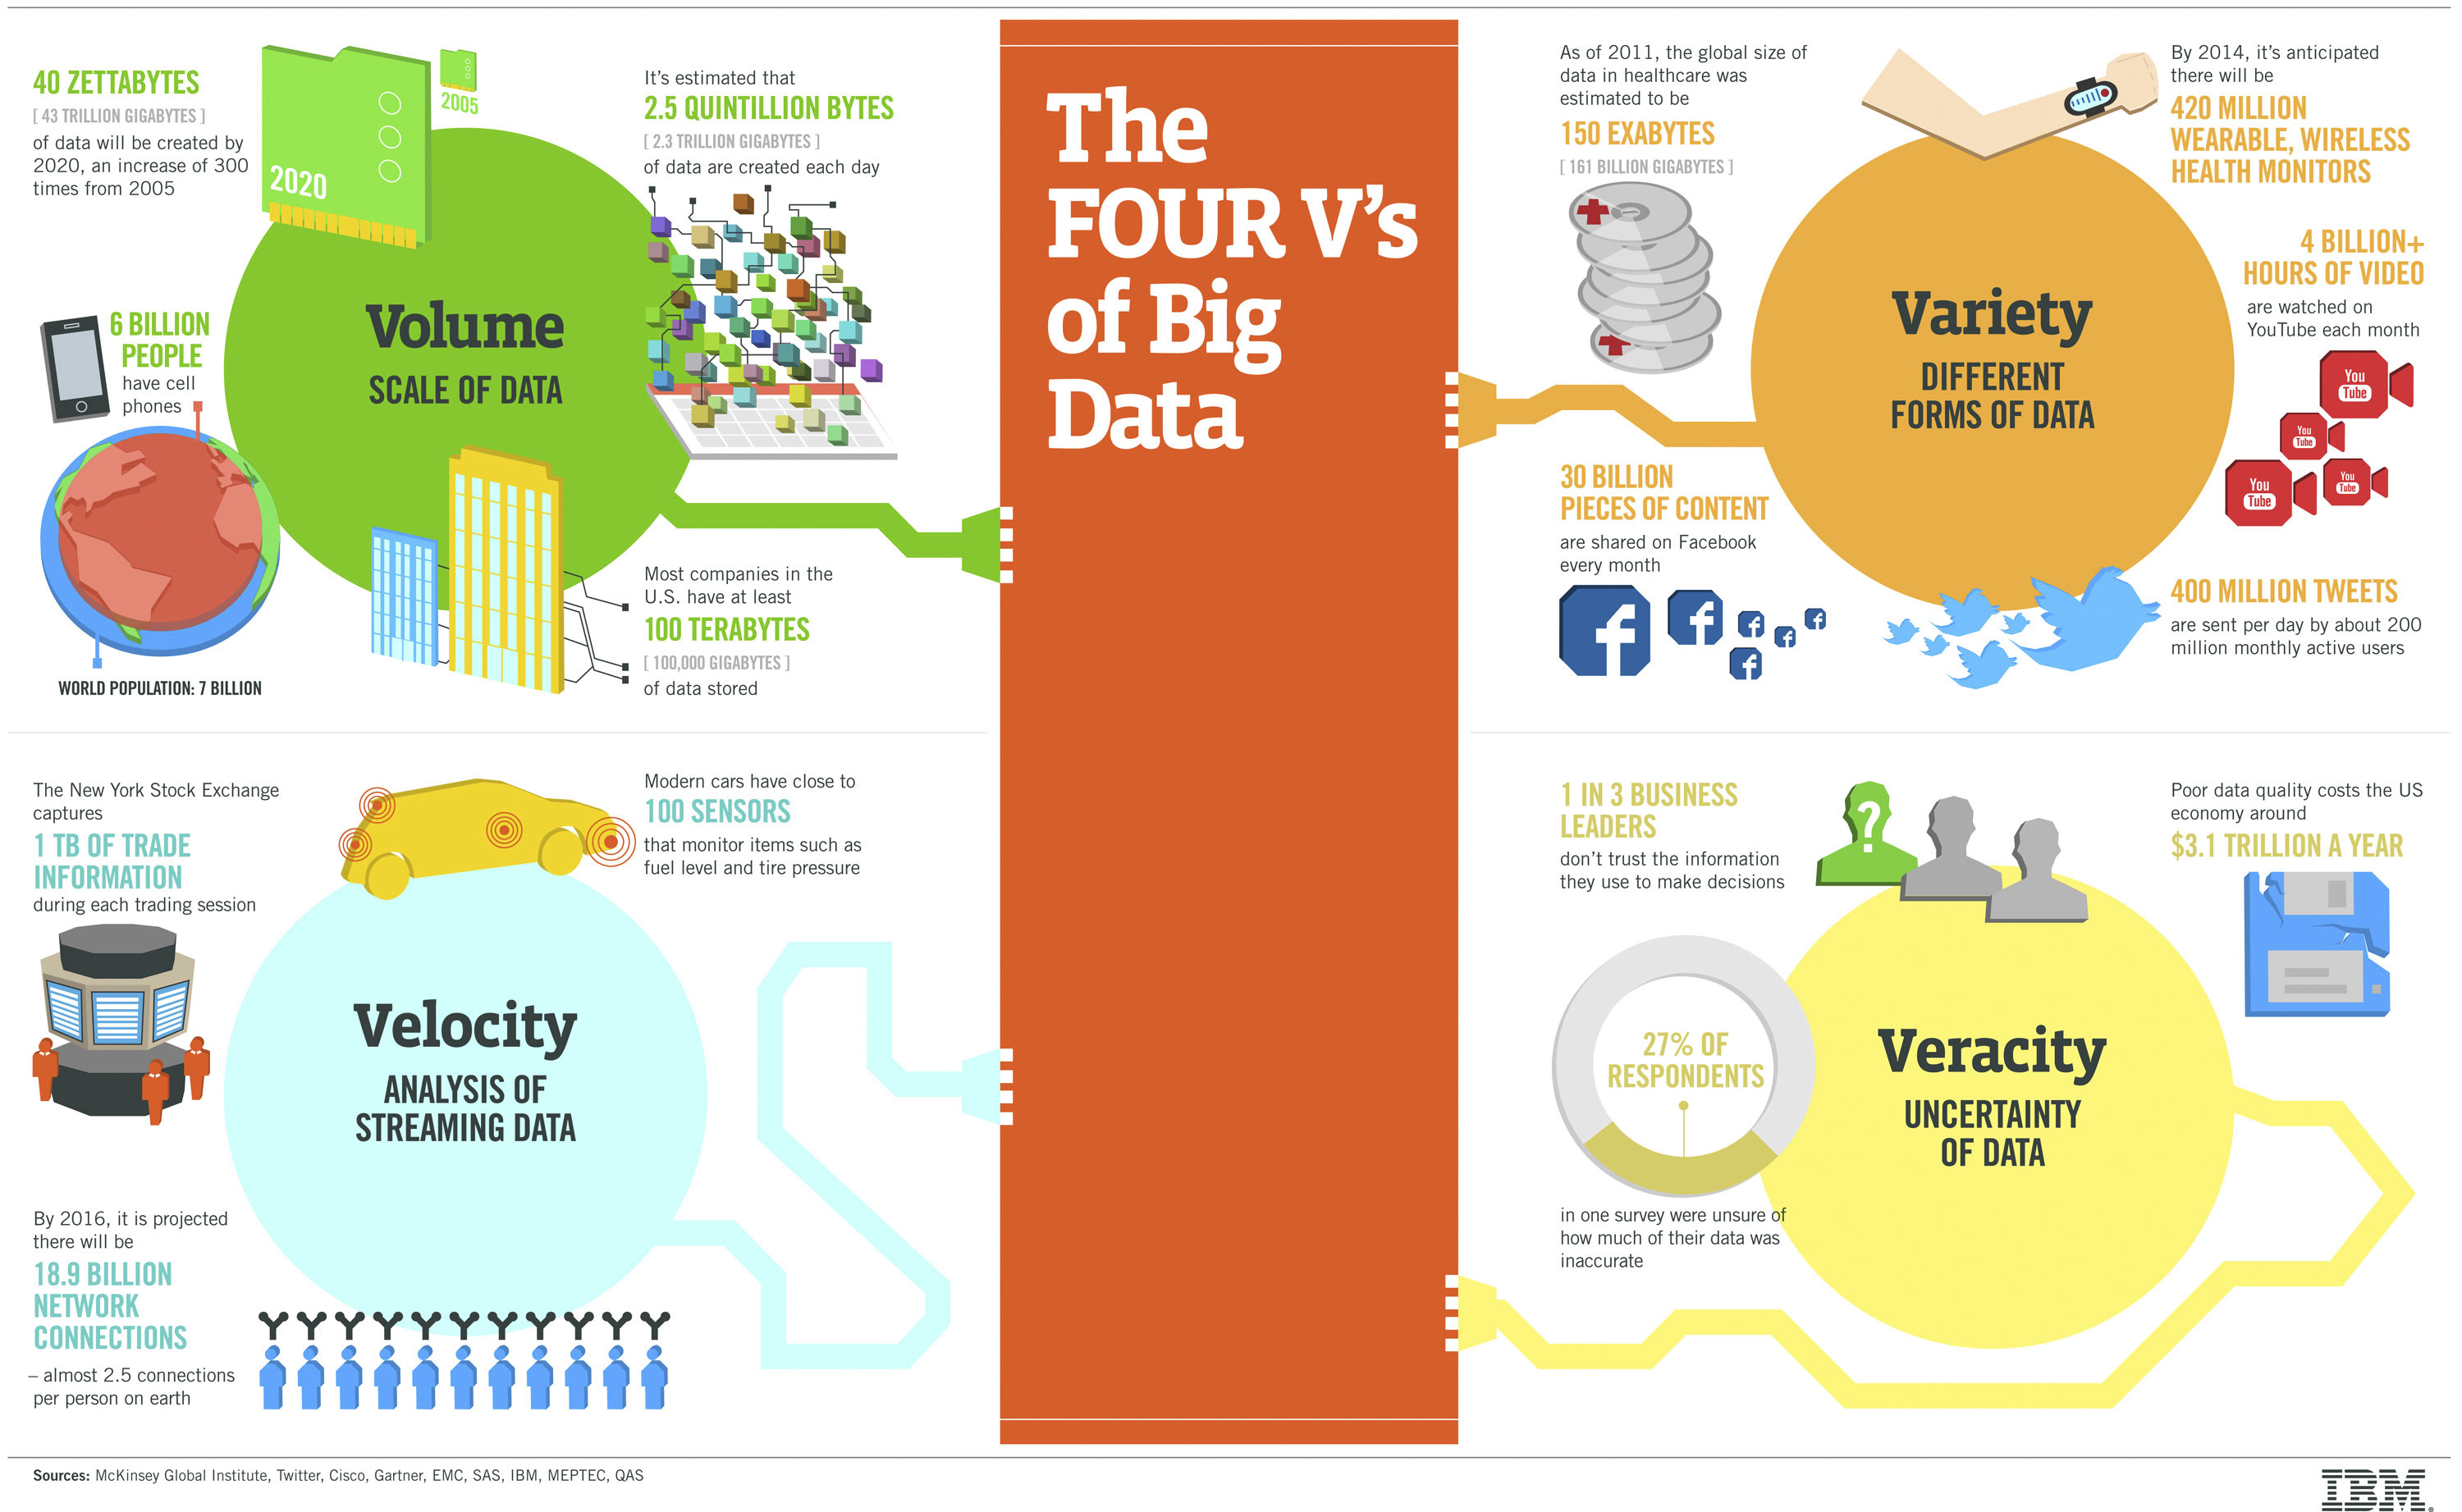 The
FOUR V's
of Big
Data
40 ZETTABYTES
[ 43 TRILLION GIGABYTES ]
of data will be created by
2020, an increase of 300
times from 2005
2020
2005
It's estimated that
2.5 QUINTILLION BYTES
[ 2.3 TRILLION GIGABYTES ]
of data are created each day
6 BILLION
PEOPLE
have cell
phones
WORLD POPULATION: 7 BILLION
Volume
SCALE OF DATA
Most companies in the
U.S. have at least
100 TERABYTES
[ 100,000 GIGABYTES ]
of data stored
As of 2011, the global size of
data in healthcare was
estimated to be
150 EXABYTES
[ 161 BILLION GIGABYTES ]
By 2014, it's anticipated
there will be
420 MILLION
WEARABLE, WIRELESS
HEALTH MONITORS
Variety
DIFFERENT
FORMS OF DATA
4 BILLION+
HOURS OF VIDEO
are watched on
YouTube each month
You
Tube
You
Tube
You
Tube
You
Tube
30 BILLION
PIECES OF CONTENT
are shared on Facebook
every month
f
f
f
f
f
f
400 MILLION TWEETS
are sent per day by about 200
million monthly active users
The New York Stock Exchange
captures
1 TB OF TRADE
INFORMATION
during each trading session
Modern cars have close to
100 SENSORS
that monitor items such as
fuel level and tire pressure
Velocity
ANALYSIS OF
STREAMING DATA
By 2016, it is projected
there will be
18.9 BILLION
NETWORK
CONNECTIONS
– almost 2.5 connections
per person on earth
1 IN 3 BUSINESS
LEADERS
don't trust the information
they use to make decisions
?
Poor data quality costs the US
economy around
$3.1 TRILLION A YEAR
27% OF
RESPONDENTS
in one survey were unsure of
how much of their data was
inaccurate
Veracity
UNCERTAINTY
OF DATA
Sources: McKinsey Global Institute, Twitter, Cisco, Gartner, EMC, SAS, IBM, MEPTEC, QAS
IBM®